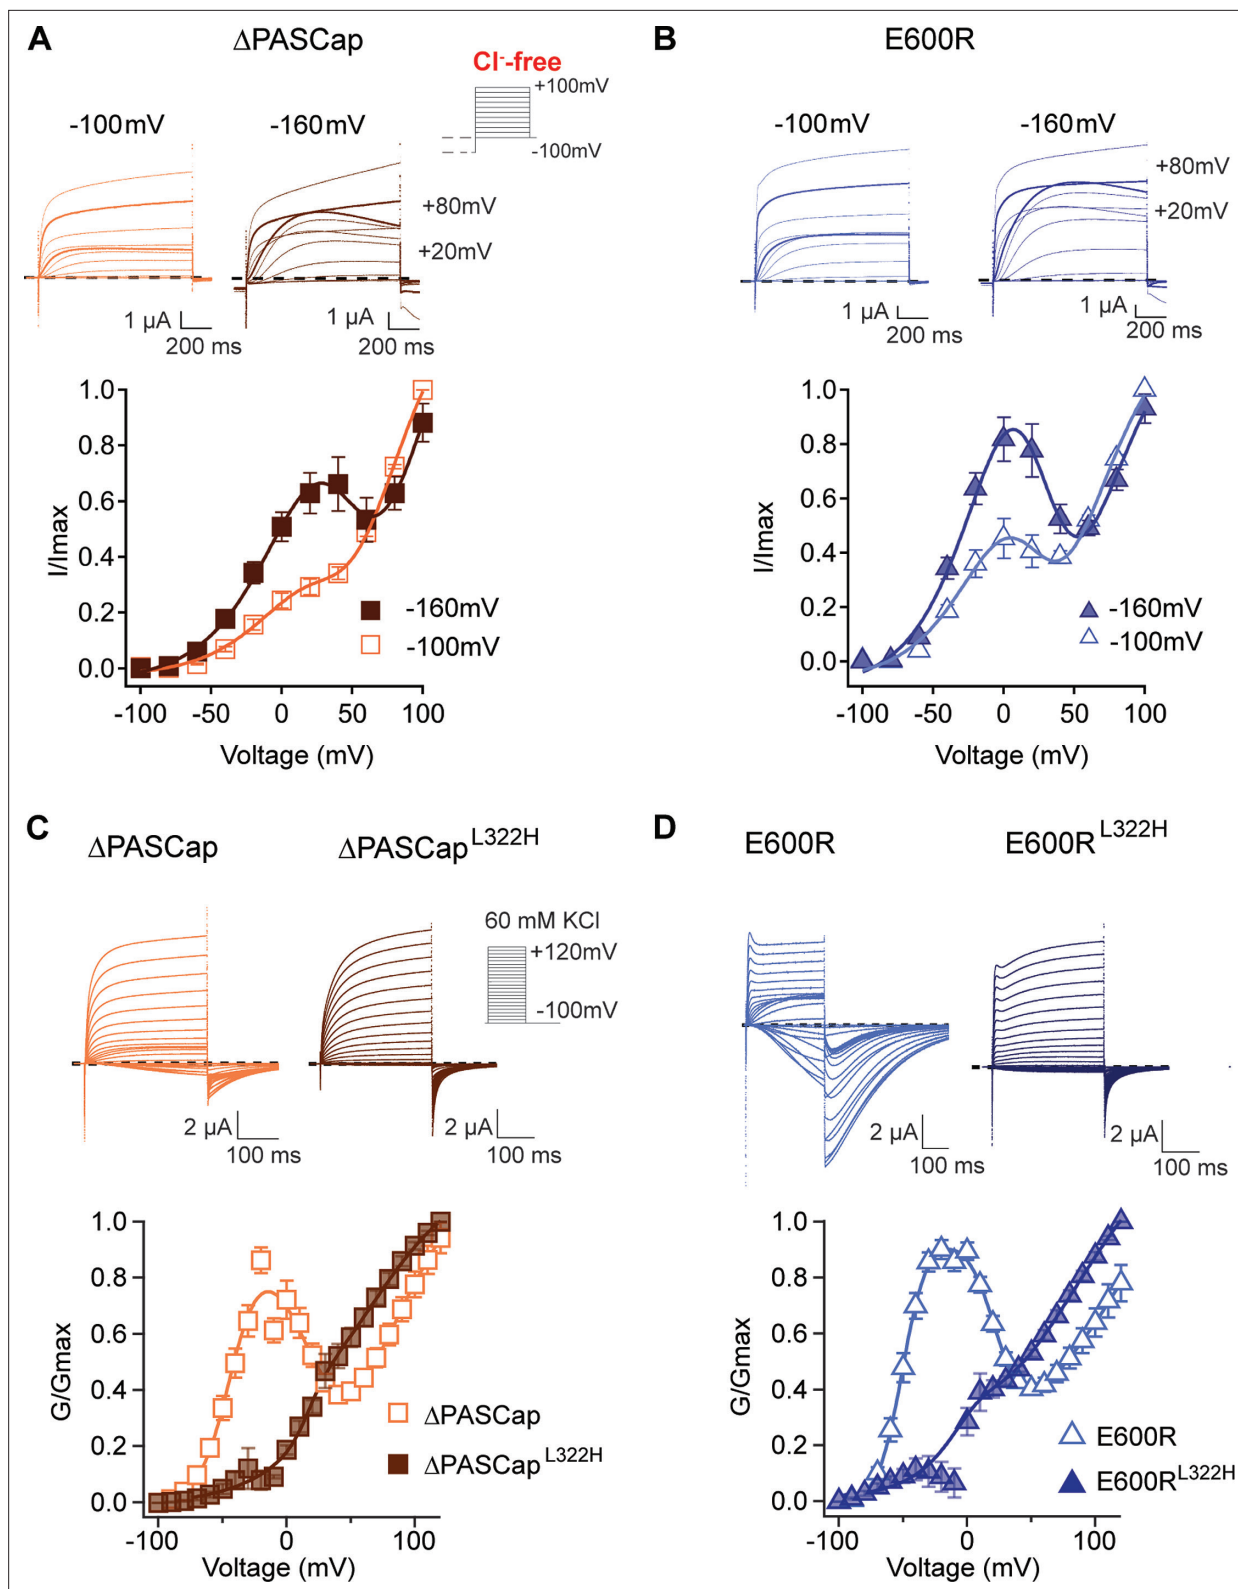 A
ΔPASCap
Cl⁻-free
+100mV
-100mV
-100mV
-160mV
+80mV
+20mV
1 µA
200 ms
1 µA
200 ms
1.0
0.8
0.6
0.4
0.2
0.0
I/Imax
-160mV
-100mV
-100
-50
0
50
100
Voltage (mV)
B
E600R
-100mV
-160mV
+80mV
+20mV
1 µA
200 ms
1 µA
200 ms
1.0
0.8
0.6
0.4
0.2
0.0
I/Imax
-160mV
-100mV
-100
-50
0
50
100
Voltage (mV)
C
ΔPASCap
ΔPASCap L322H
60 mM KCl
+120mV
-100mV
2 µA
100 ms
2 µA
100 ms
1.0
0.8
0.6
0.4
0.2
0.0
G/Gmax
ΔPASCap
ΔPASCap L322H
-100
0
100
Voltage (mV)
D
E600R
E600R L322H
2 µA
100 ms
2 µA
100 ms
1.0
0.8
0.6
0.4
0.2
0.0
G/Gmax
E600R
E600R L322H
-100
0
100
Voltage (mV)